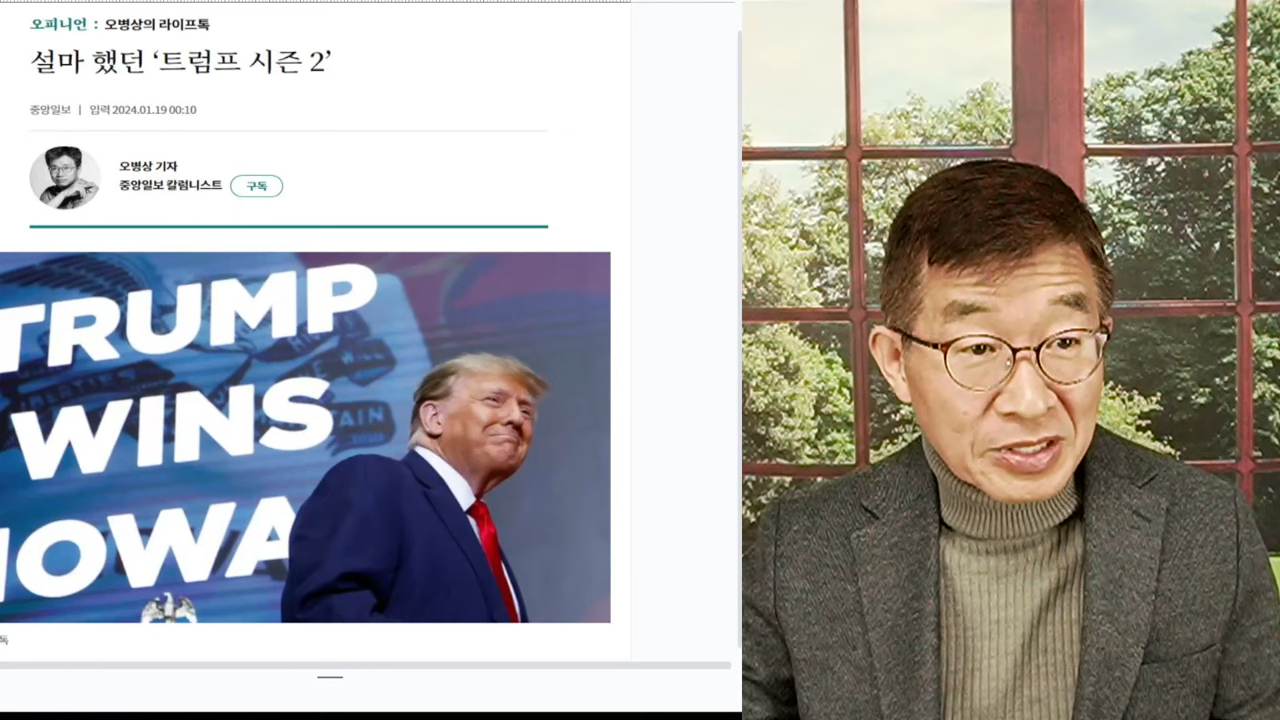 오피니언 : 오병상의 라이프톡
설마 했던 ‘트럼프 시즌 2’
중앙일보 | 입력 2024.01.19 00:10
오병상 기자
중앙일보 칼럼니스트 구독
TRUMP
WINS
IOWA
독